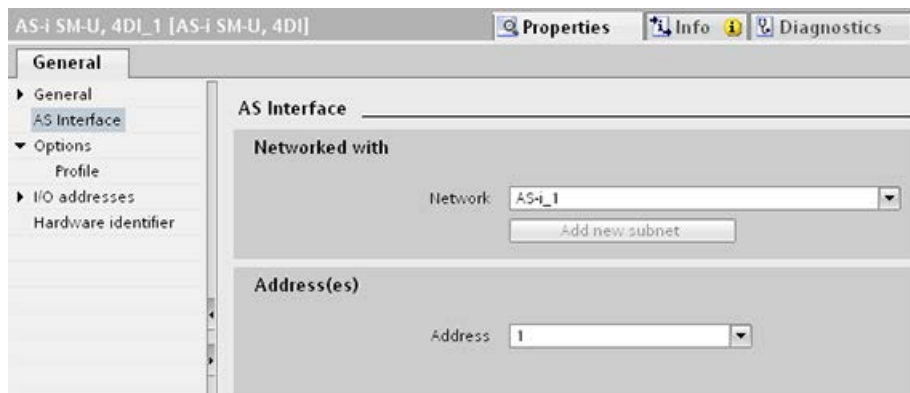 AS-i SM-U, 4DI_1 [AS-i SM-U, 4DI]
Properties
Info
Diagnostics
General
General
AS Interface
Options
Profile
I/O addresses
Hardware identifier
AS Interface
Networked with
Network AS-i_1
Add new subnet
Address(es)
Address 1